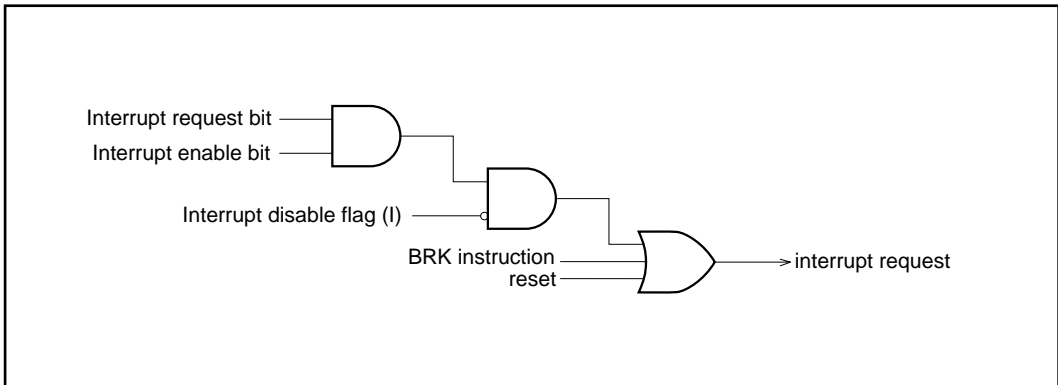 Interrupt request bit
Interrupt enable bit
Interrupt disable flag (I)
BRK instruction
reset
interrupt request